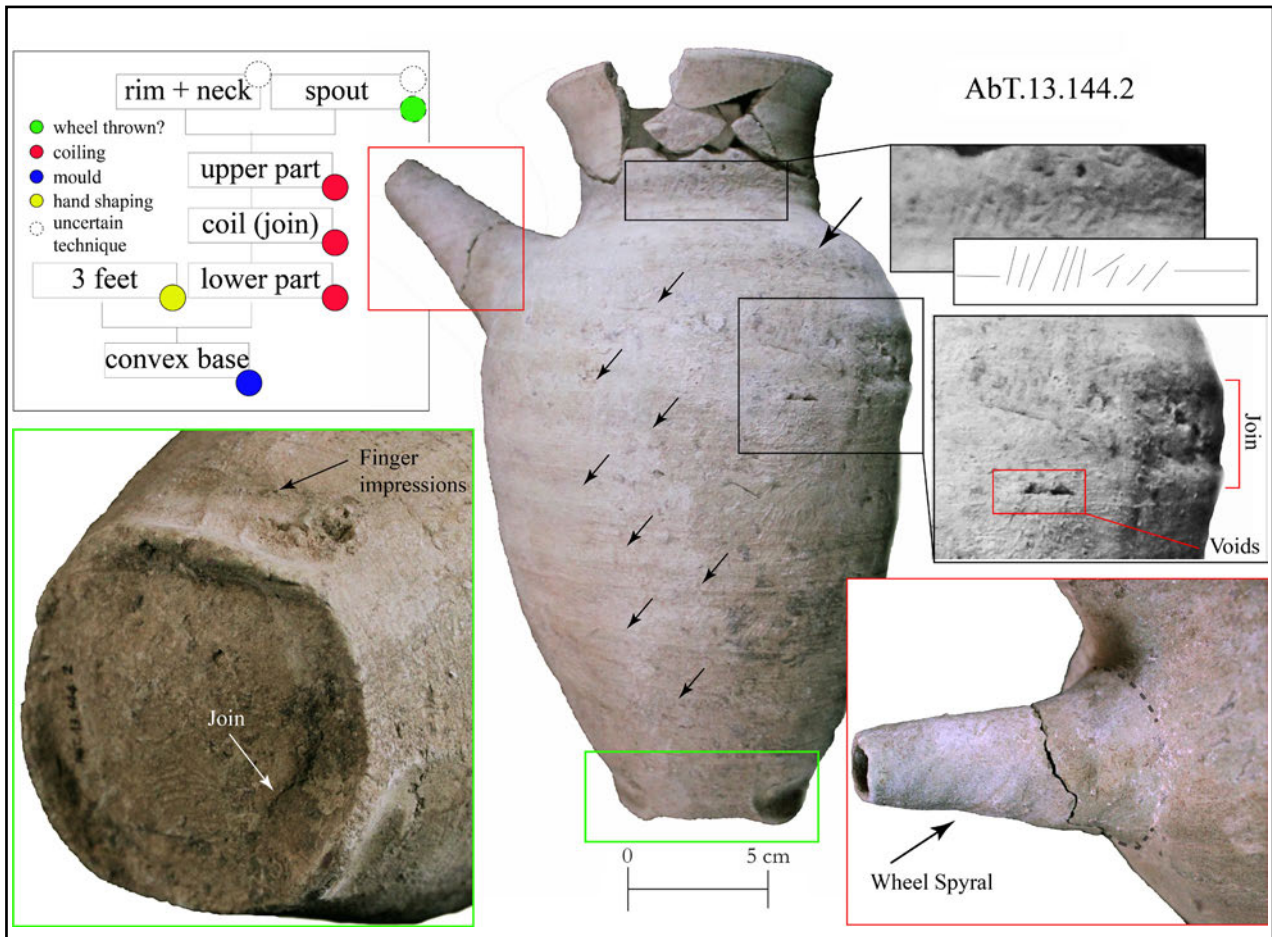 rim + neck
spout
wheel thrown?
coiling
mould
hand shaping
uncertain
technique
upper part
coil (join)
3 feet
lower part
convex base
AbT.13.144.2
Join
Voids
Finger
impressions
Join
0 5 cm
Wheel Spyral